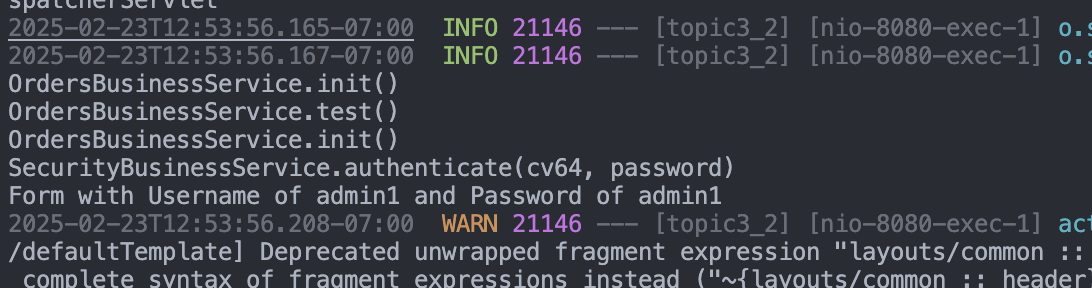 spatcherServlet
2025-02-23T12:53:56.165-07:00  INFO 21146 --- [topic3_2] [nio-8080-exec-1] o.s
2025-02-23T12:53:56.167-07:00  INFO 21146 --- [topic3_2] [nio-8080-exec-1] o.s
OrdersBusinessService.init()
OrdersBusinessService.test()
OrdersBusinessService.init()
SecurityBusinessService.authenticate(cv64, password)
Form with Username of admin1 and Password of admin1
2025-02-23T12:53:56.208-07:00  WARN 21146 --- [topic3_2] [nio-8080-exec-1] act
/defaultTemplate] Deprecated unwrapped fragment expression "layouts/common ::
complete syntax of fragment expressions instead ("~{layouts/common :: header